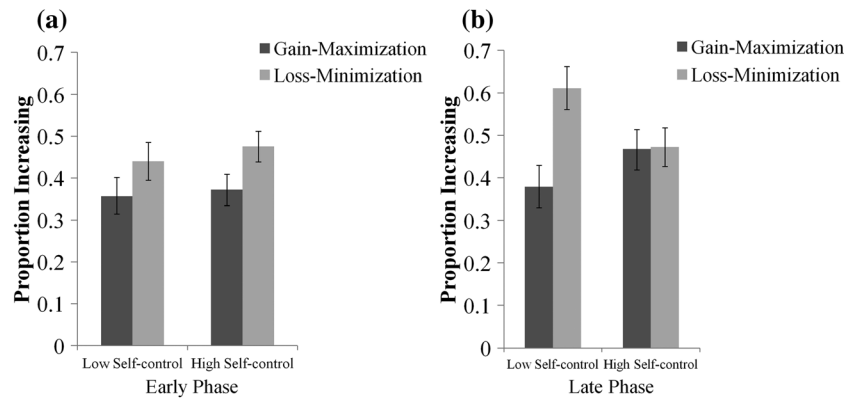 (a)
Gain-Maximization
Loss-Minimization
Proportion Increasing
0.7
0.6
0.5
0.4
0.3
0.2
0.1
0
Low Self-control High Self-control
Early Phase
(b)
Gain-Maximization
Loss-Minimization
Proportion Increasing
0.7
0.6
0.5
0.4
0.3
0.2
0.1
0
Low Self-control High Self-control
Late Phase